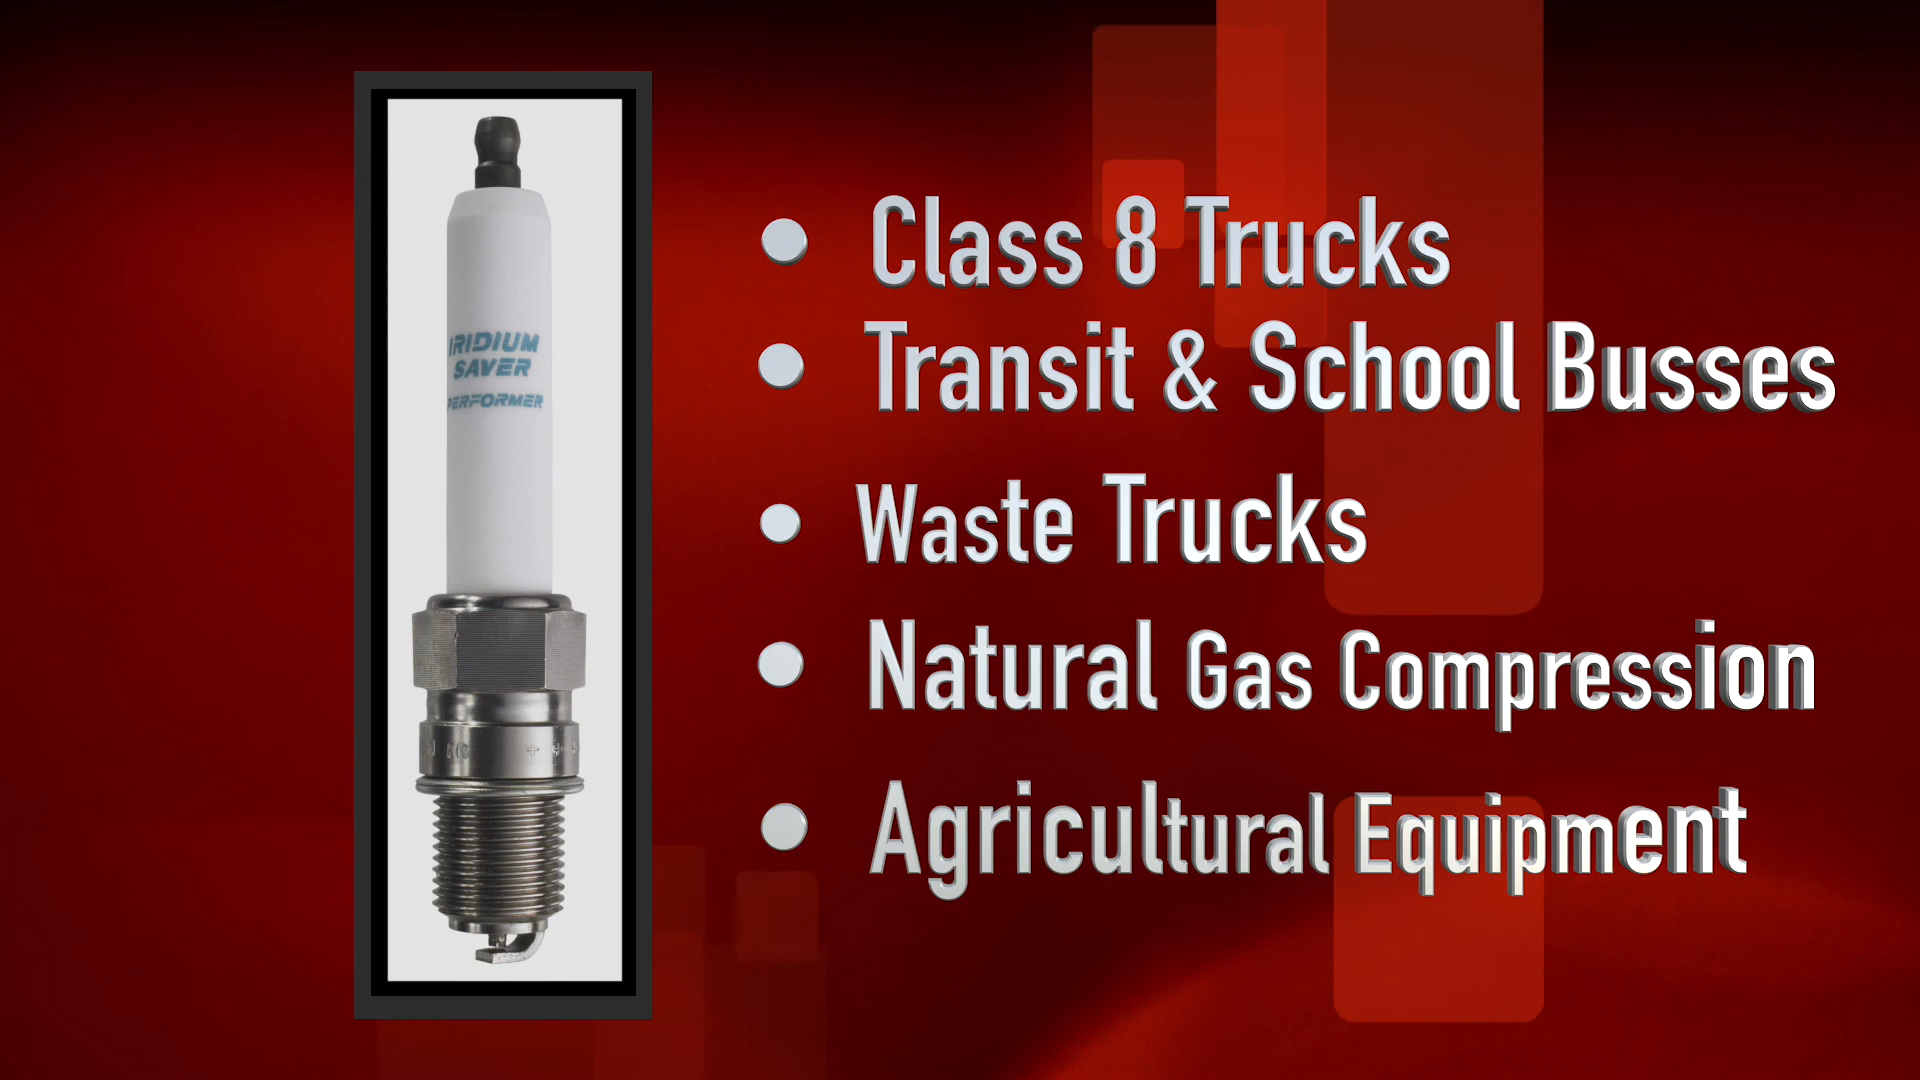 IRIDIUM
SAVER
PERFORMER
• Class 8 Trucks
• Transit & School Busses
• Waste Trucks
• Natural Gas Compression
• Agricultural Equipment